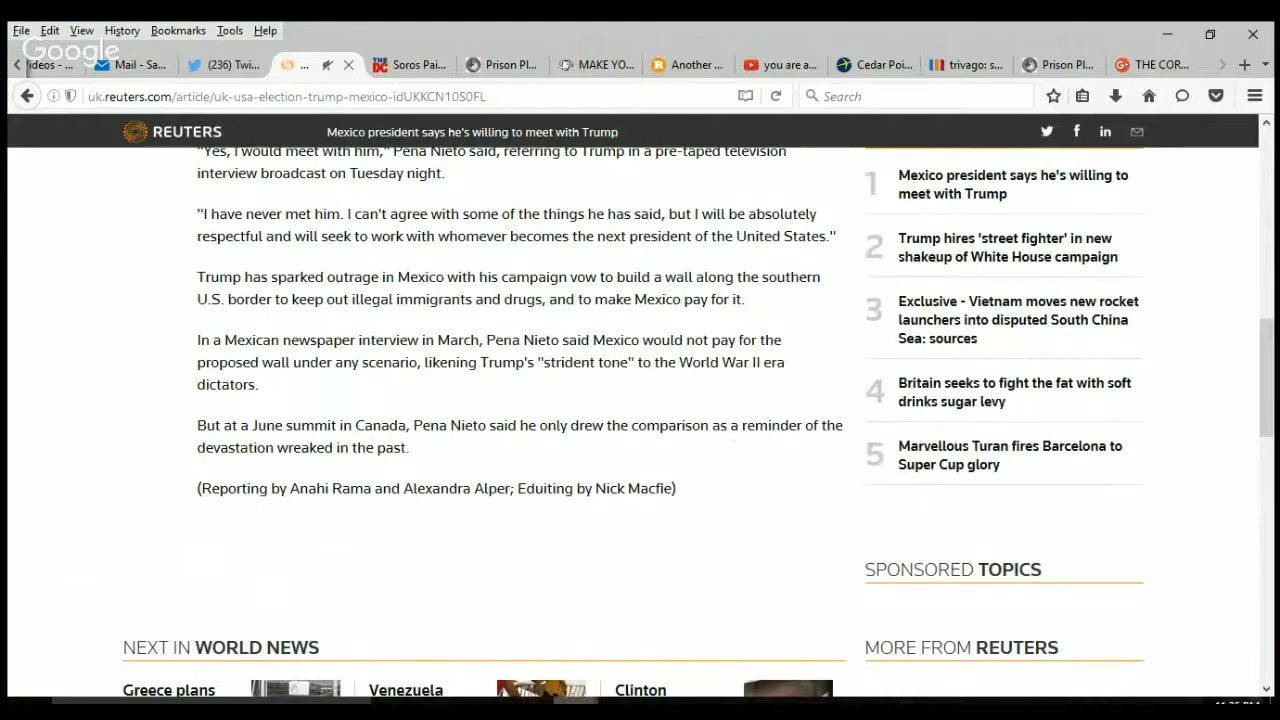 File Edit View History Bookmarks Tools Help
Google
ideos - ... Mail - Sa... (236) Twi... ... THE DC Soros Pai... Prison Pl... MAKE YO... Another ... you are a... Cedar Poi... trivago: s... Prison Pl... THE COR...
uk.reuters.com/article/uk-usa-election-trump-mexico-idUKKCN10S0FL
Search
REUTERS Mexico president says he's willing to meet with Trump
"Yes, I would meet with him," Pena Nieto said, referring to Trump in a pre-taped television
interview broadcast on Tuesday night.
"I have never met him. I can't agree with some of the things he has said, but I will be absolutely
respectful and will seek to work with whomever becomes the next president of the United States."
Trump has sparked outrage in Mexico with his campaign vow to build a wall along the southern
U.S. border to keep out illegal immigrants and drugs, and to make Mexico pay for it.
In a Mexican newspaper interview in March, Pena Nieto said Mexico would not pay for the
proposed wall under any scenario, likening Trump's "strident tone" to the World War II era
dictators.
But at a June summit in Canada, Pena Nieto said he only drew the comparison as a reminder of the
devastation wreaked in the past.
(Reporting by Anahi Rama and Alexandra Alper; Eduiting by Nick Macfie)
1 Mexico president says he's willing to
meet with Trump
2 Trump hires 'street fighter' in new
shakeup of White House campaign
3 Exclusive - Vietnam moves new rocket
launchers into disputed South China
Sea: sources
4 Britain seeks to fight the fat with soft
drinks sugar levy
5 Marvellous Turan fires Barcelona to
Super Cup glory
SPONSORED TOPICS
NEXT IN WORLD NEWS
MORE FROM REUTERS
Greece plans
Venezuela
Clinton